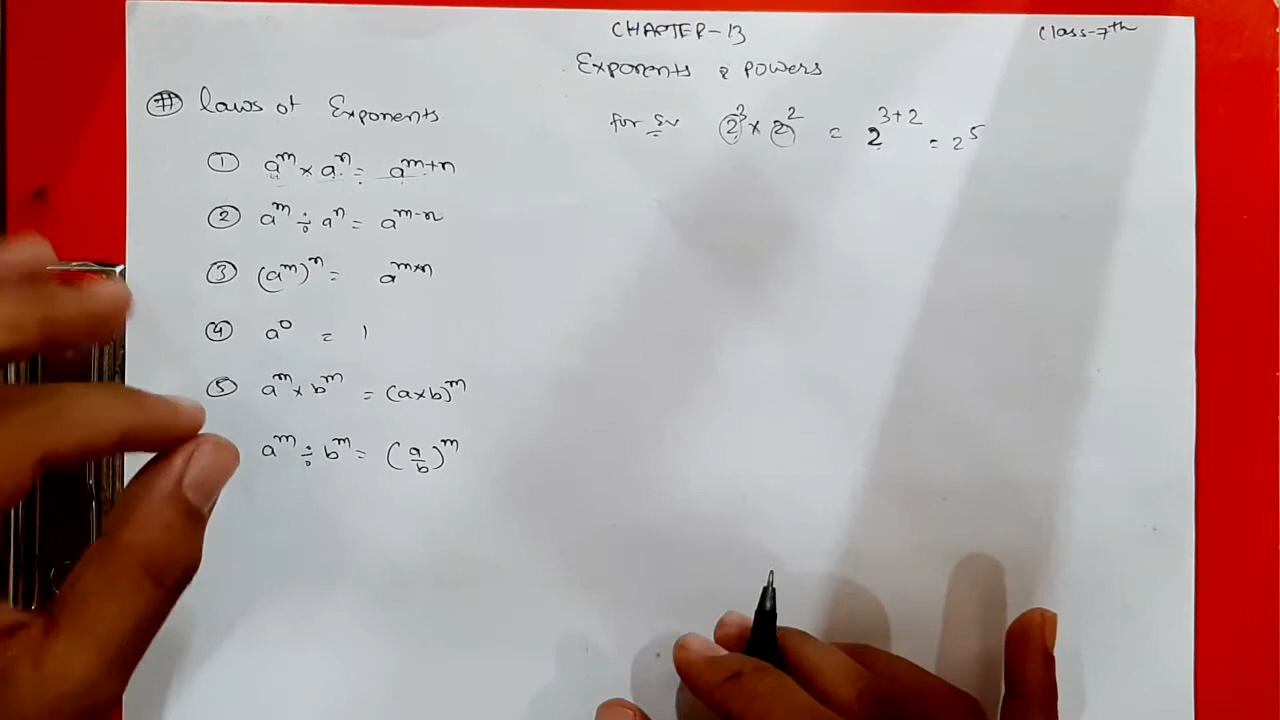 CHAPTER-13
Class-7th
Exponents & Powers
# laws of Exponents
for Ex 2³ × 2² = 2³⁺² = 2⁵
① aᵐ × aⁿ = aᵐ⁺ⁿ
② aᵐ ÷ aⁿ = aᵐ⁻ⁿ
③ (aᵐ)ⁿ = aᵐˣⁿ
④ a⁰ = 1
⑤ aᵐ × bᵐ = (a×b)ᵐ
aᵐ ÷ bᵐ = (a/b)ᵐ